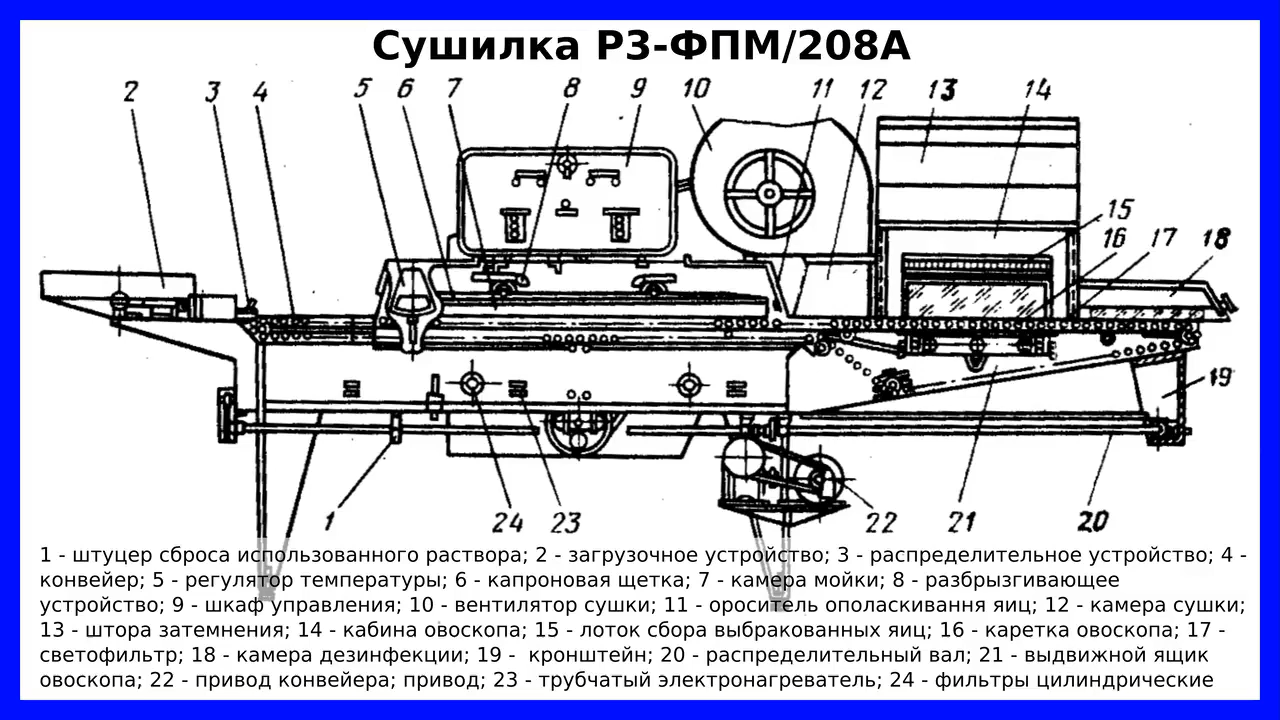 Сушилка РЗ-ФПМ/208А
2 3 4 5 6 7 8 9 10 11 12 13 14
15
16 17 18
19
1 24 23 22 21 20
1 - штуцер сброса использованного раствора; 2 - загрузочное устройство; 3 - распределительное устройство; 4 -
конвейер; 5 - регулятор температуры; 6 - капроновая щетка; 7 - камера мойки; 8 - разбрызгивающее
устройство; 9 - шкаф управления; 10 - вентилятор сушки; 11 - ороситель ополаскивання яиц; 12 - камера сушки;
13 - штора затемнения; 14 - кабина овоскопа; 15 - лоток сбора выбракованных яиц; 16 - каретка овоскопа; 17 -
светофильтр; 18 - камера дезинфекции; 19 - кронштейн; 20 - распределительный вал; 21 - выдвижной ящик
овоскопа; 22 - привод конвейера; привод; 23 - трубчатый электронагреватель; 24 - фильтры цилиндрические